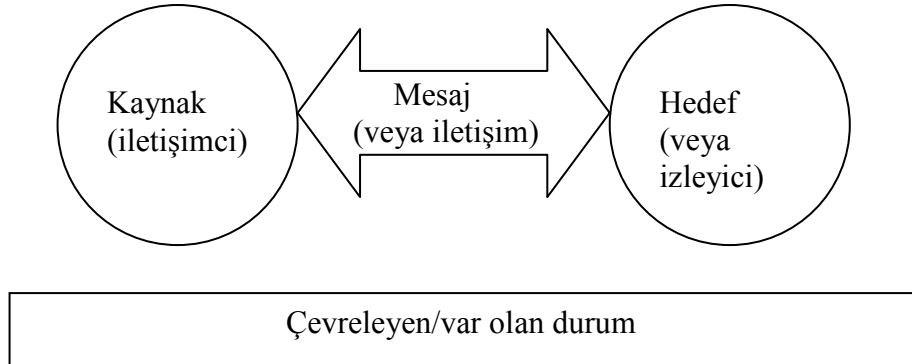 Kaynak
(iletişimci)
Mesaj
(veya iletişim)
Hedef
(veya
izleyici)
Çevreleyen/var olan durum